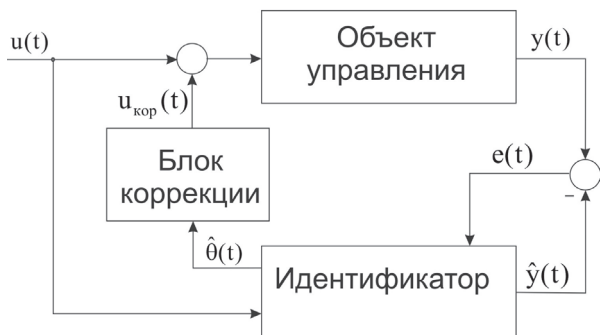 u(t)
Объект
управления
y(t)
u_кор(t)
Блок
коррекции
e(t)
–
θ̂(t)
Идентификатор
ŷ(t)